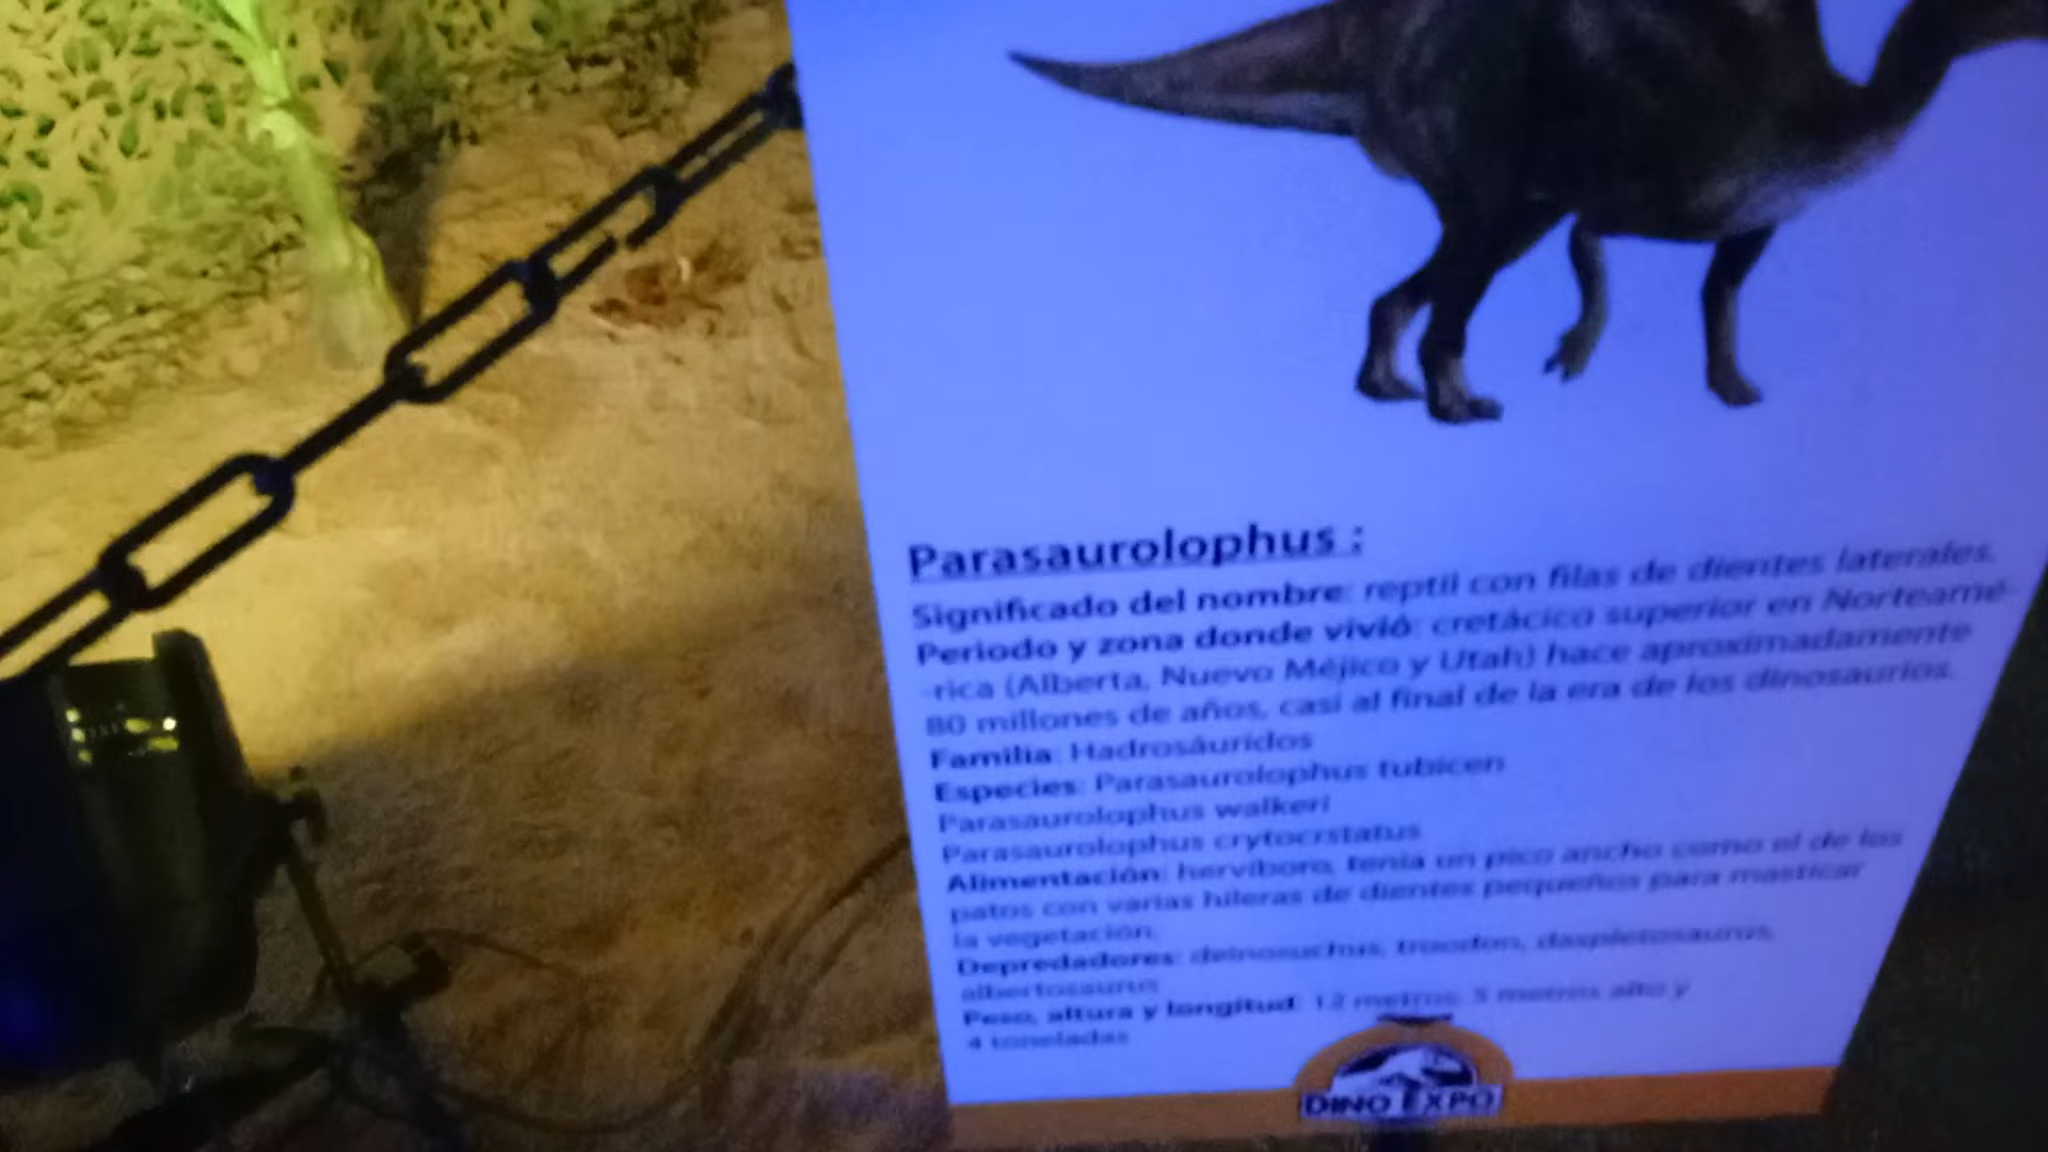 Parasaurolophus :
Significado del nombre: reptil con filas de dientes laterales.
Periodo y zona donde vivió: cretácico superior en Norteamé-
-rica (Alberta, Nuevo Méjico y Utah) hace aproximadamente
80 millones de años, casi al final de la era de los dinosaurios.
Familia: Hadrosáuridos
Especies: Parasaurolophus tubicen
Parasaurolophus walkeri
Parasaurolophus crytocrstatus
Alimentación: hervíboro, tenía un pico ancho como el de los
patos con varias hileras de dientes pequeños para masticar
la vegetación.
Depredadores: deinosuchus, troodon, daspletosaurus,
albertosaurus
Peso, altura y longitud: 12 metros, 5 metros alto y
4 toneladas
DINO EXPO